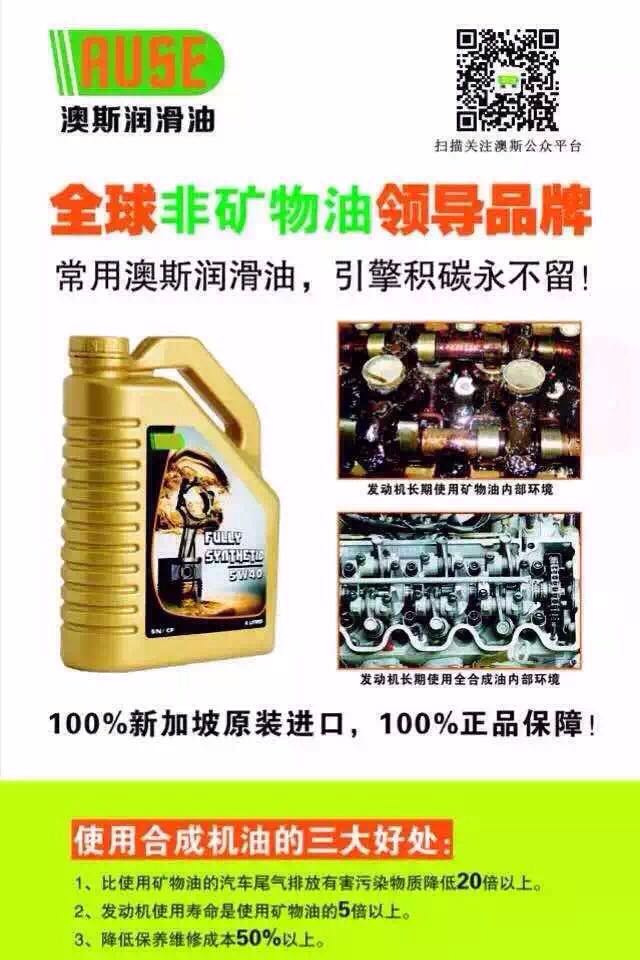 AUSE
澳斯润滑油
扫描关注澳斯公众平台
全球非矿物油领导品牌
常用澳斯润滑油，引擎积碳永不留！
发动机长期使用矿物油内部环境
FULLY
SYNTHETIC
5W40
SN/CF
4 LITRES
发动机长期使用全合成油内部环境
100%新加坡原装进口，100%正品保障！
使用合成机油的三大好处：
1、比使用矿物油的汽车尾气排放有害污染物质降低20倍以上。
2、发动机使用寿命是使用矿物油的5倍以上。
3、降低保养维修成本50%以上。